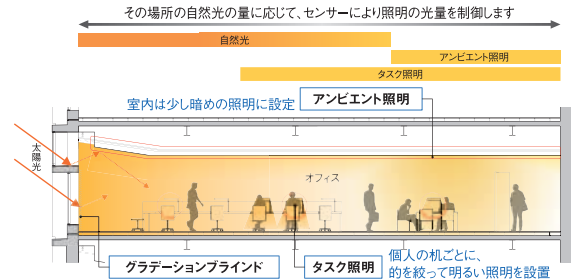 その場所の自然光の量に応じて、センサーにより照明の光量を制御します
自然光
アンビエント照明
タスク照明
室内は少し暗めの照明に設定
アンビエント照明
太陽光
オフィス
グラデーションブラインド
タスク照明
個人の机ごとに、
的を絞って明るい照明を設置